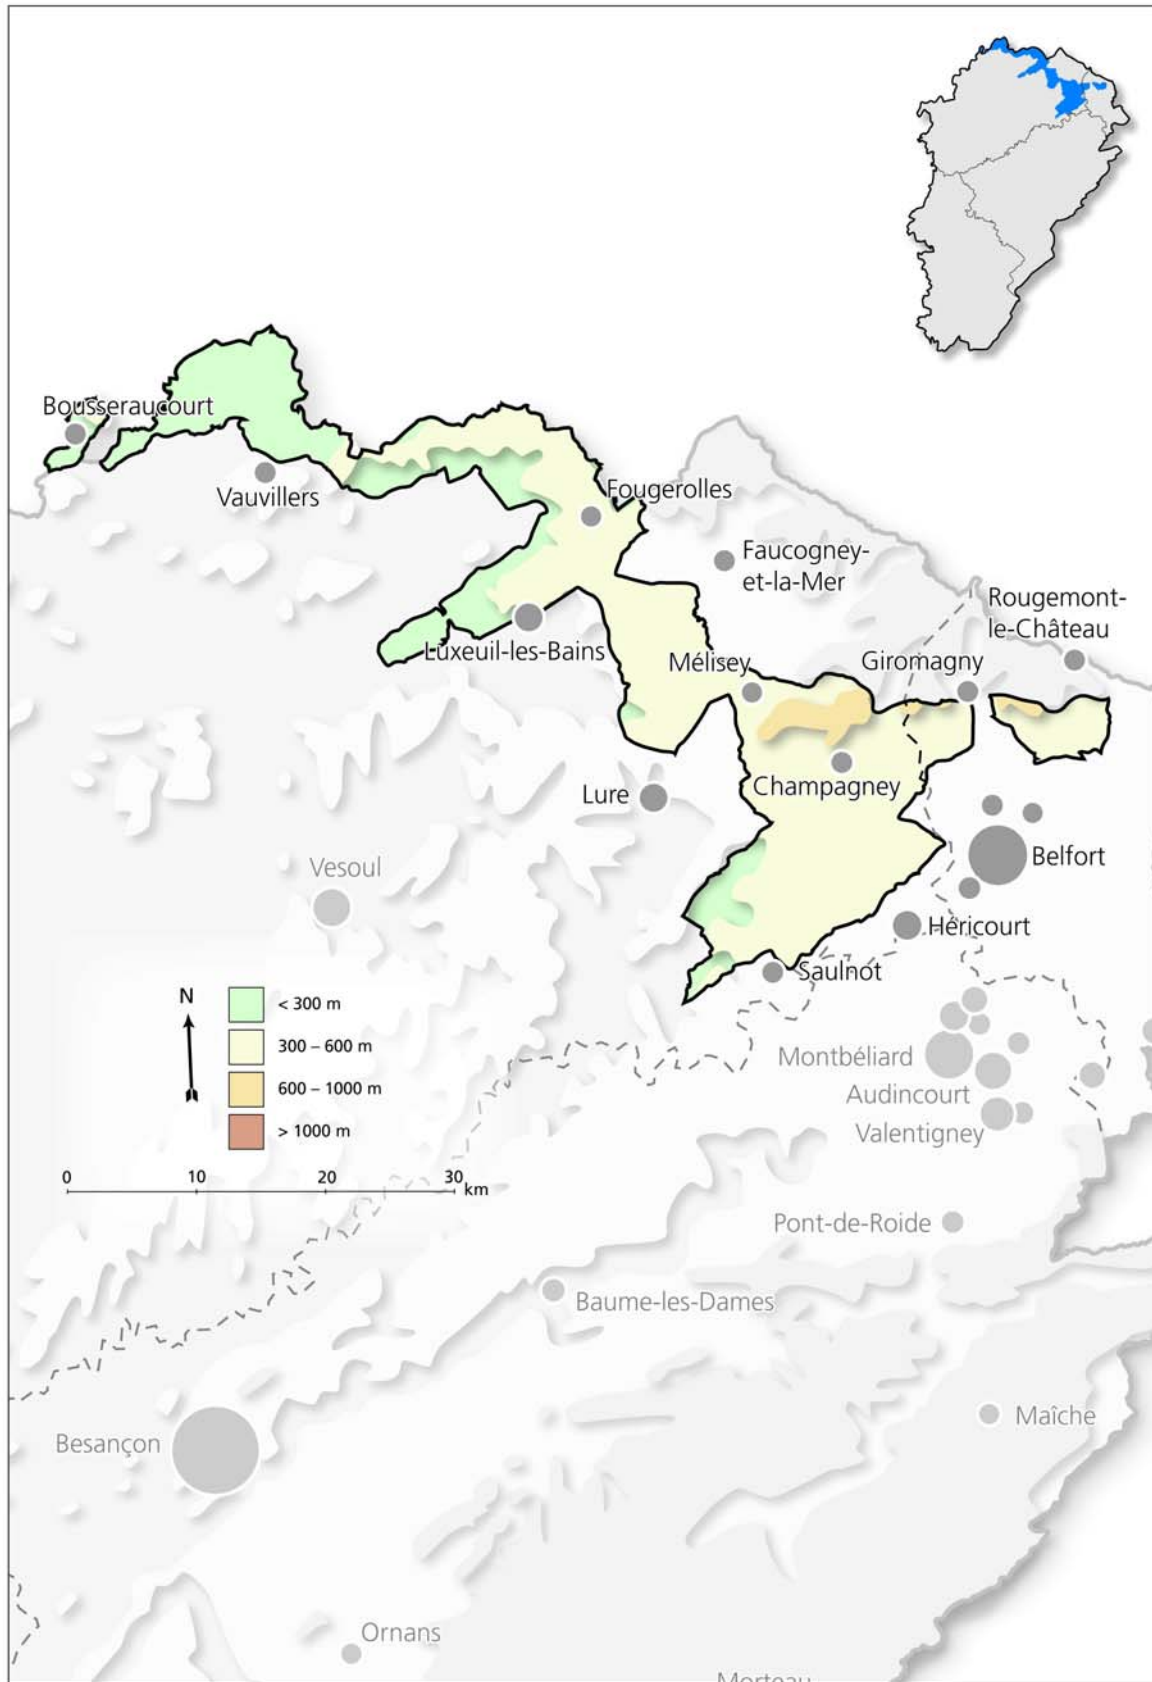 Bousseraucourt
Vauvillers
Fougerolles
Faucogney-
et-la-Mer
Rougemont-
le-Château
Luxeuil-les-Bains
Mélisey
Giromagny
Champagney
Lure
Belfort
Vesoul
Héricourt
Saulnot
N
< 300 m
300 – 600 m
600 – 1000 m
> 1000 m
Montbéliard
Audincourt
Valentigney
0 10 20 30 km
Pont-de-Roide
Baume-les-Dames
Maîche
Besançon
Ornans
Morteau